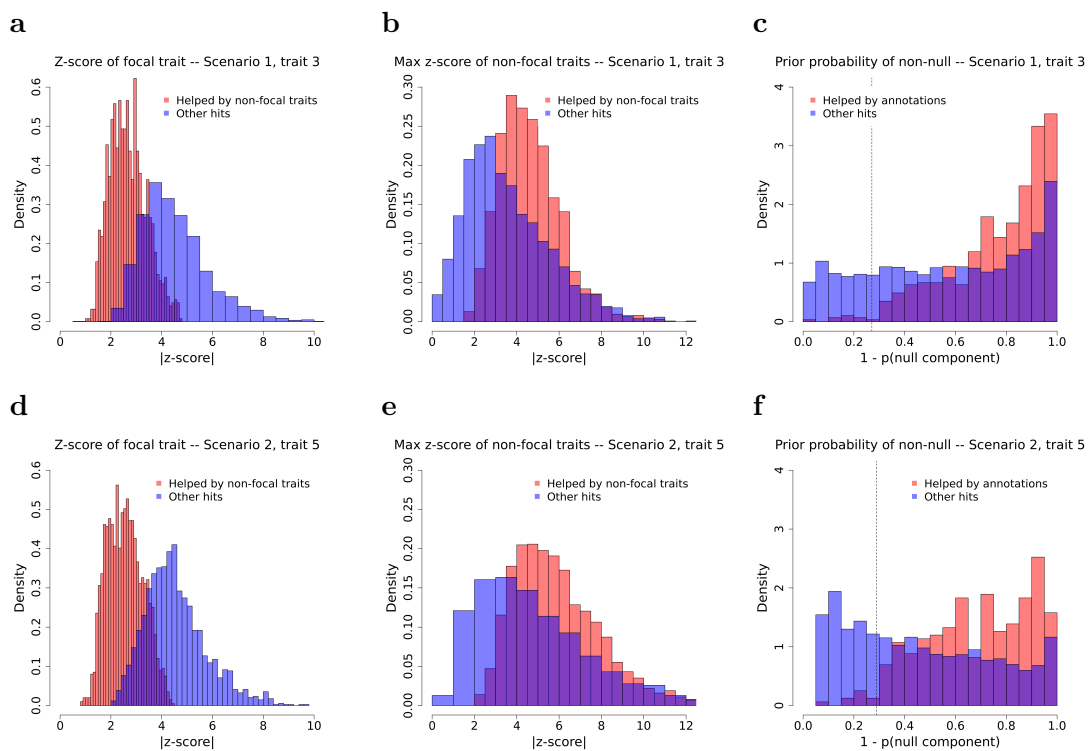 a
Z-score of focal trait -- Scenario 1, trait 3
Helped by non-focal traits
Other hits
Density
0.0 0.1 0.2 0.3 0.4 0.5 0.6
0 2 4 6 8 10
|z-score|
b
Max z-score of non-focal traits -- Scenario 1, trait 3
Helped by non-focal traits
Other hits
Density
0.00 0.05 0.10 0.15 0.20 0.25 0.30
0 2 4 6 8 10 12
|z-score|
c
Prior probability of non-null -- Scenario 1, trait 3
Helped by annotations
Other hits
Density
0 1 2 3 4
0.0 0.2 0.4 0.6 0.8 1.0
1 - p(null component)
d
Z-score of focal trait -- Scenario 2, trait 5
Helped by non-focal traits
Other hits
Density
0.0 0.1 0.2 0.3 0.4 0.5 0.6
0 2 4 6 8 10
|z-score|
e
Max z-score of non-focal traits -- Scenario 2, trait 5
Helped by non-focal traits
Other hits
Density
0.00 0.05 0.10 0.15 0.20 0.25 0.30
0 2 4 6 8 10 12
|z-score|
f
Prior probability of non-null -- Scenario 2, trait 5
Helped by annotations
Other hits
Density
0 1 2 3 4
0.0 0.2 0.4 0.6 0.8 1.0
1 - p(null component)